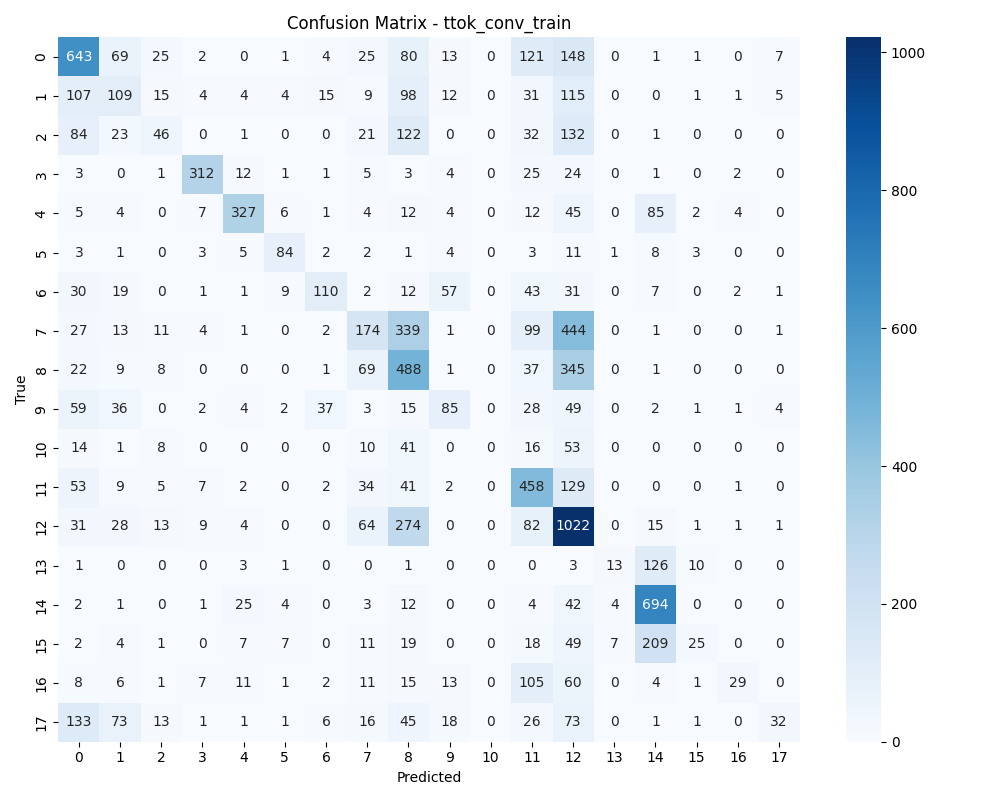 Confusion Matrix - ttok_conv_train
0 643 69 25 2 0 1 4 25 80 13 0 121 148 0 1 1 0 7
1 107 109 15 4 4 4 15 9 98 12 0 31 115 0 0 1 1 5
2 84 23 46 0 1 0 0 21 122 0 0 32 132 0 1 0 0 0
3 3 0 1 312 12 1 1 5 3 4 0 25 24 0 1 0 2 0
4 5 4 0 7 327 6 1 4 12 4 0 12 45 0 85 2 4 0
5 3 1 0 3 5 84 2 2 1 4 0 3 11 1 8 3 0 0
6 30 19 0 1 1 9 110 2 12 57 0 43 31 0 7 0 2 1
7 27 13 11 4 1 0 2 174 339 1 0 99 444 0 1 0 0 1
8 22 9 8 0 0 0 1 69 488 1 0 37 345 0 1 0 0 0
9 59 36 0 2 4 2 37 3 15 85 0 28 49 0 2 1 1 4
10 14 1 8 0 0 0 0 10 41 0 0 16 53 0 0 0 0 0
11 53 9 5 7 2 0 2 34 41 2 0 458 129 0 0 0 1 0
12 31 28 13 9 4 0 0 64 274 0 0 82 1022 0 15 1 1 1
13 1 0 0 0 3 1 0 0 1 0 0 0 3 13 126 10 0 0
14 2 1 0 1 25 4 0 3 12 0 0 4 42 4 694 0 0 0
15 2 4 1 0 7 7 0 11 19 0 0 18 49 7 209 25 0 0
16 8 6 1 7 11 1 2 11 15 13 0 105 60 0 4 1 29 0
17 133 73 13 1 1 1 6 16 45 18 0 26 73 0 1 1 0 32
0 1 2 3 4 5 6 7 8 9 10 11 12 13 14 15 16 17
Predicted
True
1000
800
600
400
200
0